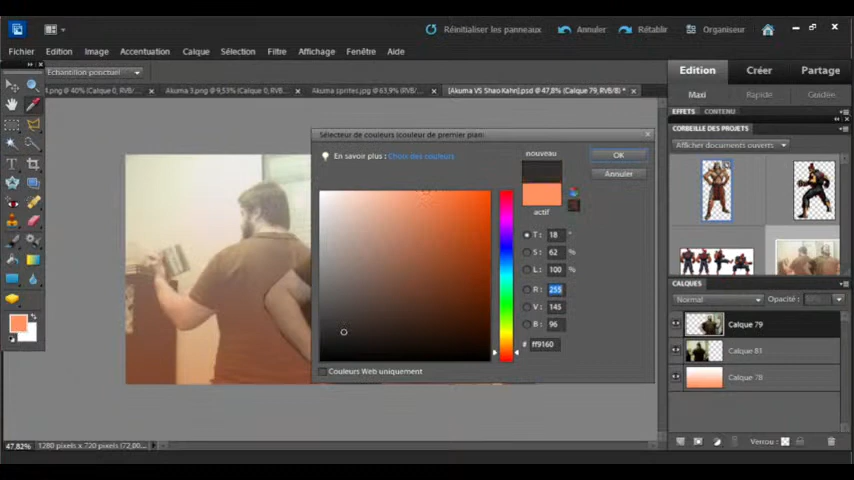 Réinitialiser les panneaux
Annuler
Rétablir
Organiseur
Fichier Edition Image Accentuation Calque Sélection Filtre Affichage Fenêtre Aide
Echantillon ponctuel
Edition Créer Partage
4.png @ 40% (Calque 0, RVB/
Akuma 3.png @ 9,53% (Calque 0, RVB/
Akuma sprites.jpg @ 63,9% (RVB/
(Akuma VS Shao Kahn).psd @ 47,8% (Calque 79, RVB/8) *
Maxi Rapide Guidée
EFFETS CONTENU
CORBEILLE DES PROJETS
Afficher documents ouverts
Sélecteur de couleurs (couleur de premier plan)
En savoir plus : Choix des couleurs
nouveau
OK
Annuler
actif
T: 18 °
S: 62 %
L: 100 %
R: 255
V: 145
B: 96
# ff9160
Couleurs Web uniquement
CALQUES
Normal Opacité :
Calque 79
Calque 81
Calque 78
Verrou :
47,82% 1280 pixels x 720 pixels (72,00